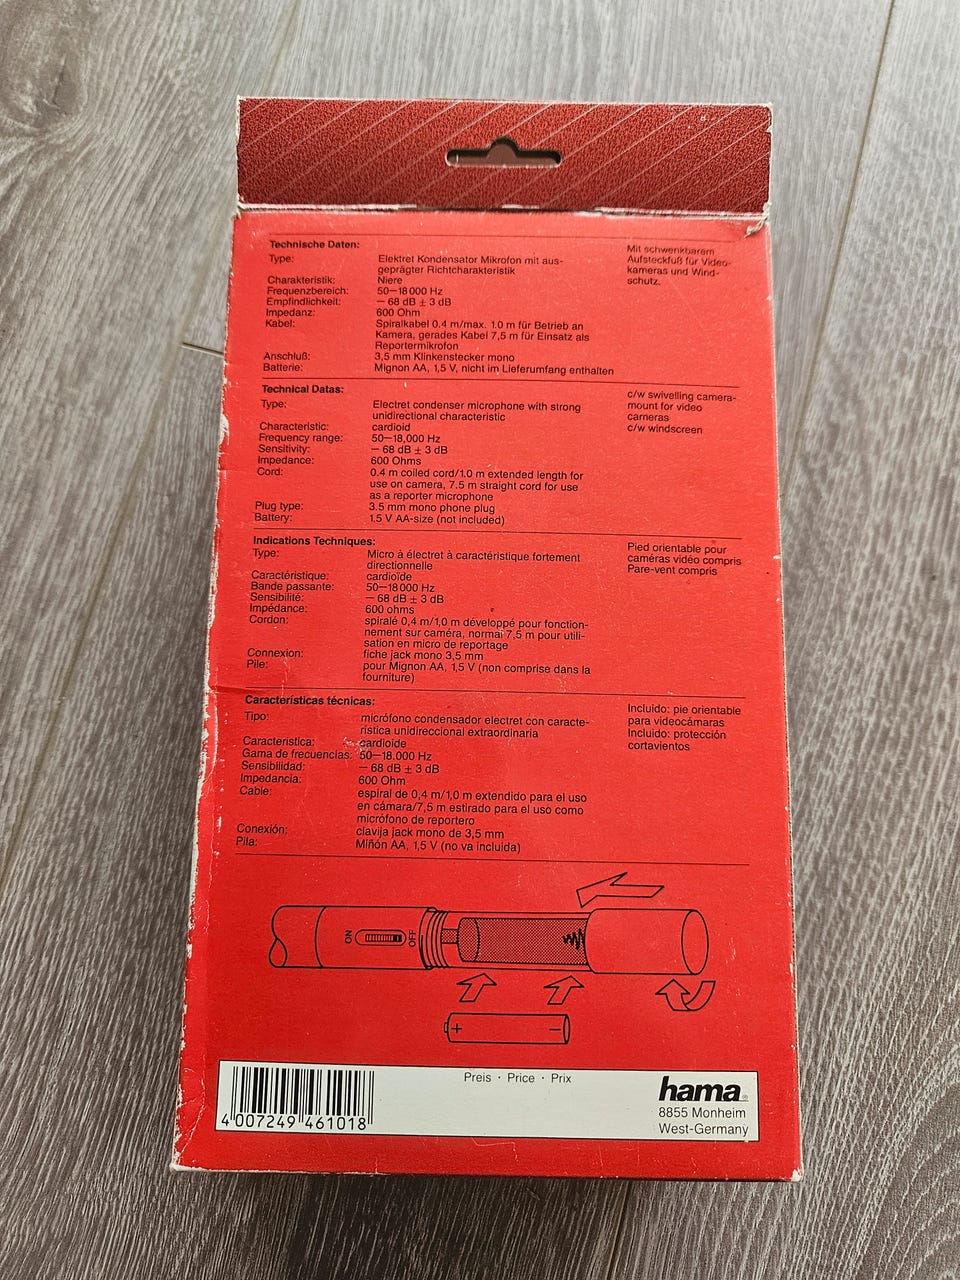 Technische Daten:
Type: Elektret Kondensator Mikrofon mit aus-
geprägter Richtcharakteristik
Charakteristik: Niere
Frequenzbereich: 50—18 000 Hz
Empfindlichkeit: — 68 dB ± 3 dB
Impedanz: 600 Ohm
Kabel: Spiralkabel 0.4 m/max. 1.0 m für Betrieb an
Kamera, gerades Kabel 7,5 m für Einsatz als
Reportermikrofon
Anschluß: 3,5 mm Klinkenstecker mono
Batterie: Mignon AA, 1,5 V, nicht im Lieferumfang enthalten
Mit schwenkbarem
Aufsteckfuß für Video-
kameras und Wind-
schutz.
Technical Datas:
Type: Electret condenser microphone with strong
unidirectional characteristic
Characteristic: cardioid
Frequency range: 50—18,000 Hz
Sensitivity: — 68 dB ± 3 dB
Impedance: 600 Ohms
Cord: 0.4 m coiled cord/1.0 m extended length for
use on camera, 7.5 m straight cord for use
as a reporter microphone
Plug type: 3.5 mm mono phone plug
Battery: 1.5 V AA-size (not included)
c/w swivelling camera-
mount for video
cameras
c/w windscreen
Indications Techniques:
Type: Micro à électret à caractéristique fortement
directionnelle
Caractéristique: cardioïde
Bande passante: 50—18 000 Hz
Sensibilité: — 68 dB ± 3 dB
Impédance: 600 ohms
Cordon: spiralé 0,4 m/1,0 m développé pour fonction-
nement sur caméra, normal 7,5 m pour utili-
sation en micro de reportage
Connexion: fiche jack mono 3,5 mm
Pile: pour Mignon AA, 1,5 V (non comprise dans la
fourniture)
Pied orientable pour
caméras vidéo compris
Pare-vent compris
Características técnicas:
Tipo: micrófono condensador electret con caracte-
rística unidireccional extraordinaria
Caracteristica: cardioide
Gama de frecuencias: 50—18.000 Hz
Sensibilidad: — 68 dB ± 3 dB
Impedancia: 600 Ohm
Cable: espiral de 0,4 m/1,0 m extendido para el uso
en cámara/7,5 m estirado para el uso como
micrófono de reportero
Conexión: clavija jack mono de 3,5 mm
Pila: Miñón AA, 1,5 V (no va incluida)
Incluido: pie orientable
para videocámaras
Incluido: protección
cortavientos
ON OFF
+ —
Preis · Price · Prix
4 007249 461018
hama®
8855 Monheim
West-Germany